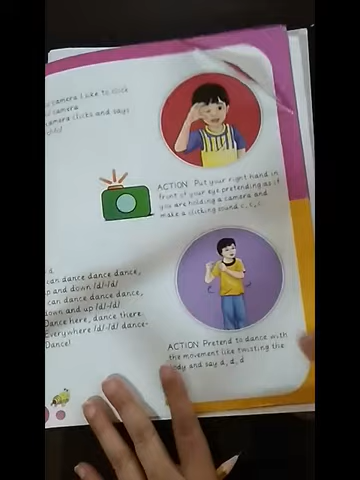 camera I like to click
camera
camera clicks and says
ACTION: Put your right hand in
front of your eye pretending as if
you are holding a camera and
make a clicking sound c, c, c
d
can dance dance dance,
p and down /d/-/d/
can dance dance dance,
down and up /d/-/d/
Dance here, dance there
Everywhere /d/-/d/ dance-
Dance!
ACTION: Pretend to dance with
the movement like twisting the
body and say d, d, d